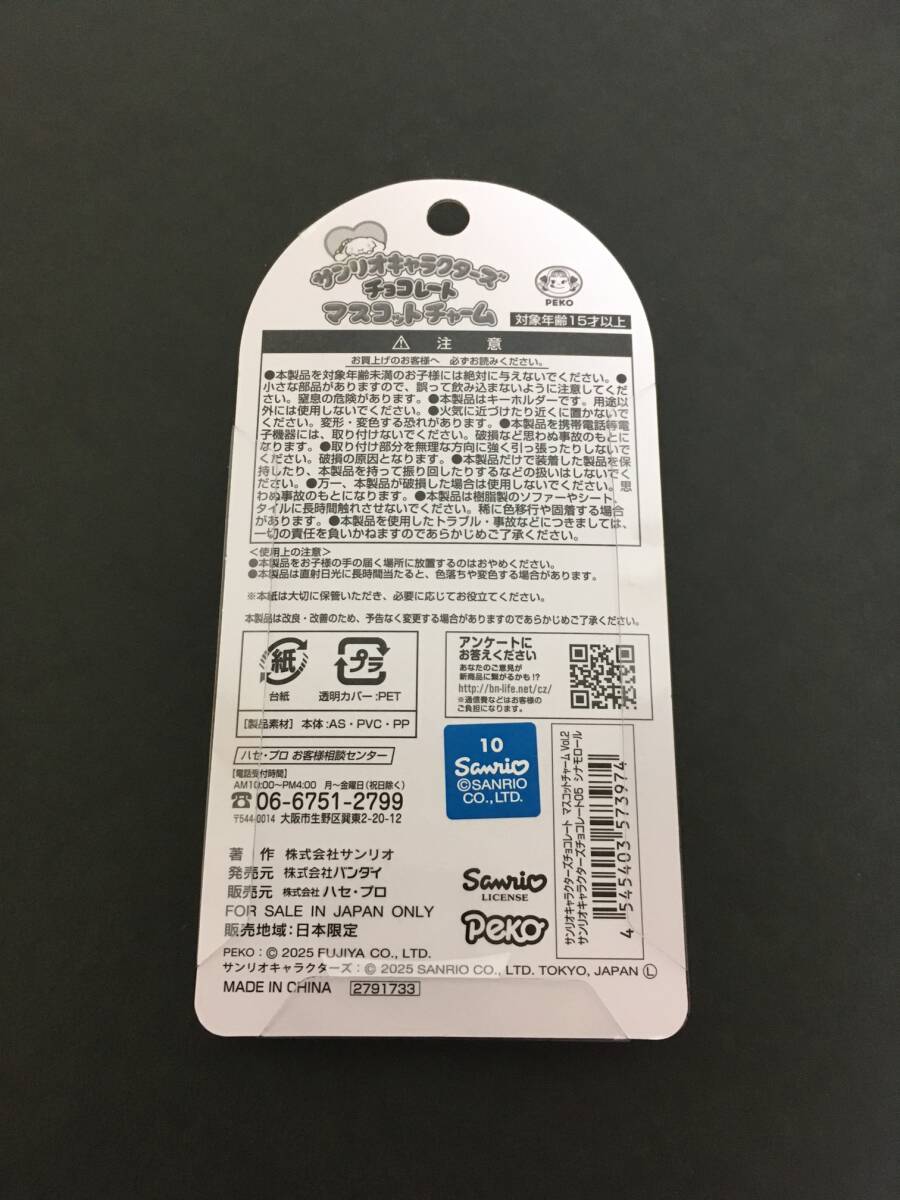 サンリオキャラクターズ
チョコレート
マスコットチャーム
PEKO
対象年齢15才以上
注意
お買上げのお客様へ 必ずお読みください。
●本製品を対象年齢未満のお子様には絶対に与えないでください。●
小さな部品がありますので、誤って飲み込まないように注意してくだ
さい。窒息の危険があります。●本製品はキーホルダーです。用途以
外には使用しないでください。●火気に近づけたり近くに置かないで
ください。変形・変色する恐れがあります。●本製品を携帯電話等電
子機器には、取り付けないでください。破損など思わぬ事故のもとに
なります。●取り付け部分を無理な方向に強く引っ張ったりしないで
ください。破損の原因となります。●本製品だけで装着した製品を保
持したり、本製品を持って振り回したりするなどの扱いはしないでく
ださい。●万一、本製品が破損した場合は使用しないでください。思
わぬ事故のもとになります。●本製品は樹脂製のソファーやシート、
タイルに長時間触れさせないでください。稀に色移行や固着する場合
があります。●本製品を使用したトラブル・事故などにつきましては、
一切の責任を負いかねますのであらかじめご了承ください。
<使用上の注意>
●本製品をお子様の手の届く場所に放置するのはおやめください。
●本製品は直射日光に長時間当たると、色落ちや変色する場合があります。
※本紙は大切に保管いただき、必要に応じてお役立てください。
本製品は改良・改善のため、予告なく変更する場合がありますのであらかじめご了承ください。
紙
台紙
プラ
透明カバー:PET
【製品素材】本体:AS・PVC・PP
アンケートに
お答えください
あなたのご意見が
新商品に繋がるかも!?
http://bn-life.net/cz/
※通信費などはお客様の
ご負担になります。
ハセ・プロ お客様相談センター
【電話受付時間】
AM10:00~PM4:00 月~金曜日(祝日除く)
☎06-6751-2799
〒544-0014 大阪市生野区巽東2-20-12
10
Sanrio
©SANRIO
CO.,LTD.
著作 株式会社サンリオ
発売元 株式会社バンダイ
販売元 株式会社ハセ・プロ
FOR SALE IN JAPAN ONLY
販売地域:日本限定
Sanrio
LICENSE
Peko
PEKO:© 2025 FUJIYA CO., LTD.
サンリオキャラクターズ:© 2025 SANRIO CO., LTD. TOKYO, JAPAN Ⓛ
MADE IN CHINA 2791733
サンリオキャラクターズチョコレート マスコットチャーム Vol.2
サンリオキャラクターズチョコレート05 シナモロール
4 545403 573974